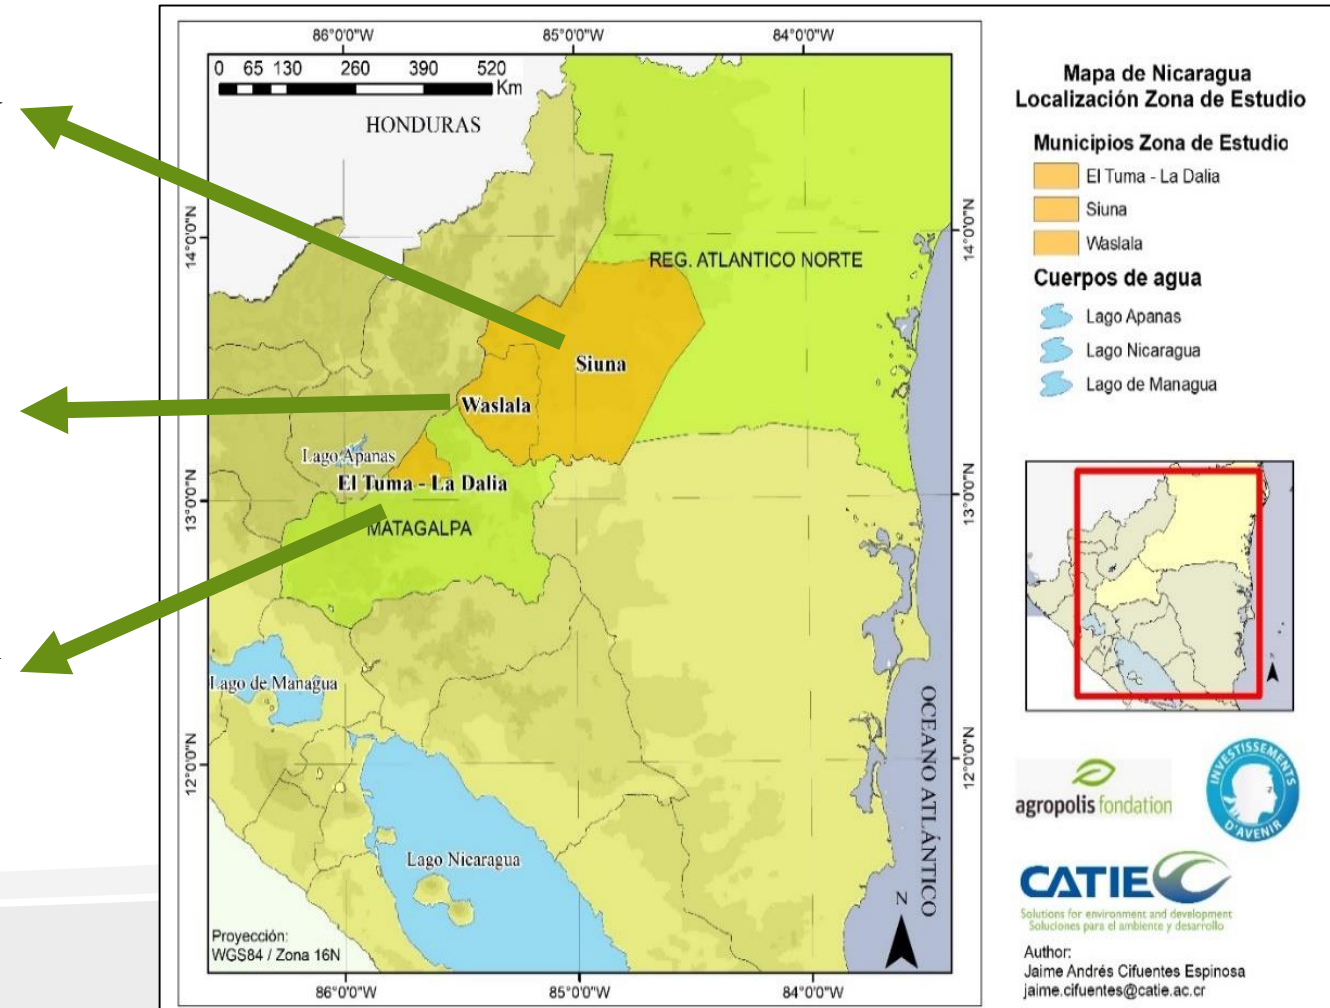 86°0'0"W
85°0'0"W
84°0'0"W
0 65 130 260 390 520
Km
HONDURAS
14°0'0"N
14°0'0"N
REG. ATLANTICO NORTE
Siuna
Waslala
Lago Apanas
El Tuma - La Dalia
13°0'0"N
13°0'0"N
MATAGALPA
Lago de Managua
12°0'0"N
12°0'0"N
OCEANO ATLÁNTICO
Lago Nicaragua
N
Proyección:
WGS84 / Zona 16N
86°0'0"W
85°0'0"W
84°0'0"W
Mapa de Nicaragua
Localización Zona de Estudio
Municipios Zona de Estudio
El Tuma - La Dalia
Siuna
Waslala
Cuerpos de agua
Lago Apanas
Lago Nicaragua
Lago de Managua
agropolis fondation
INVESTISSEMENTS
D'AVENIR
CATIE
Solutions for environment and development
Soluciones para el ambiente y desarrollo
Author:
Jaime Andrés Cifuentes Espinosa
jaime.cifuentes@catie.ac.cr